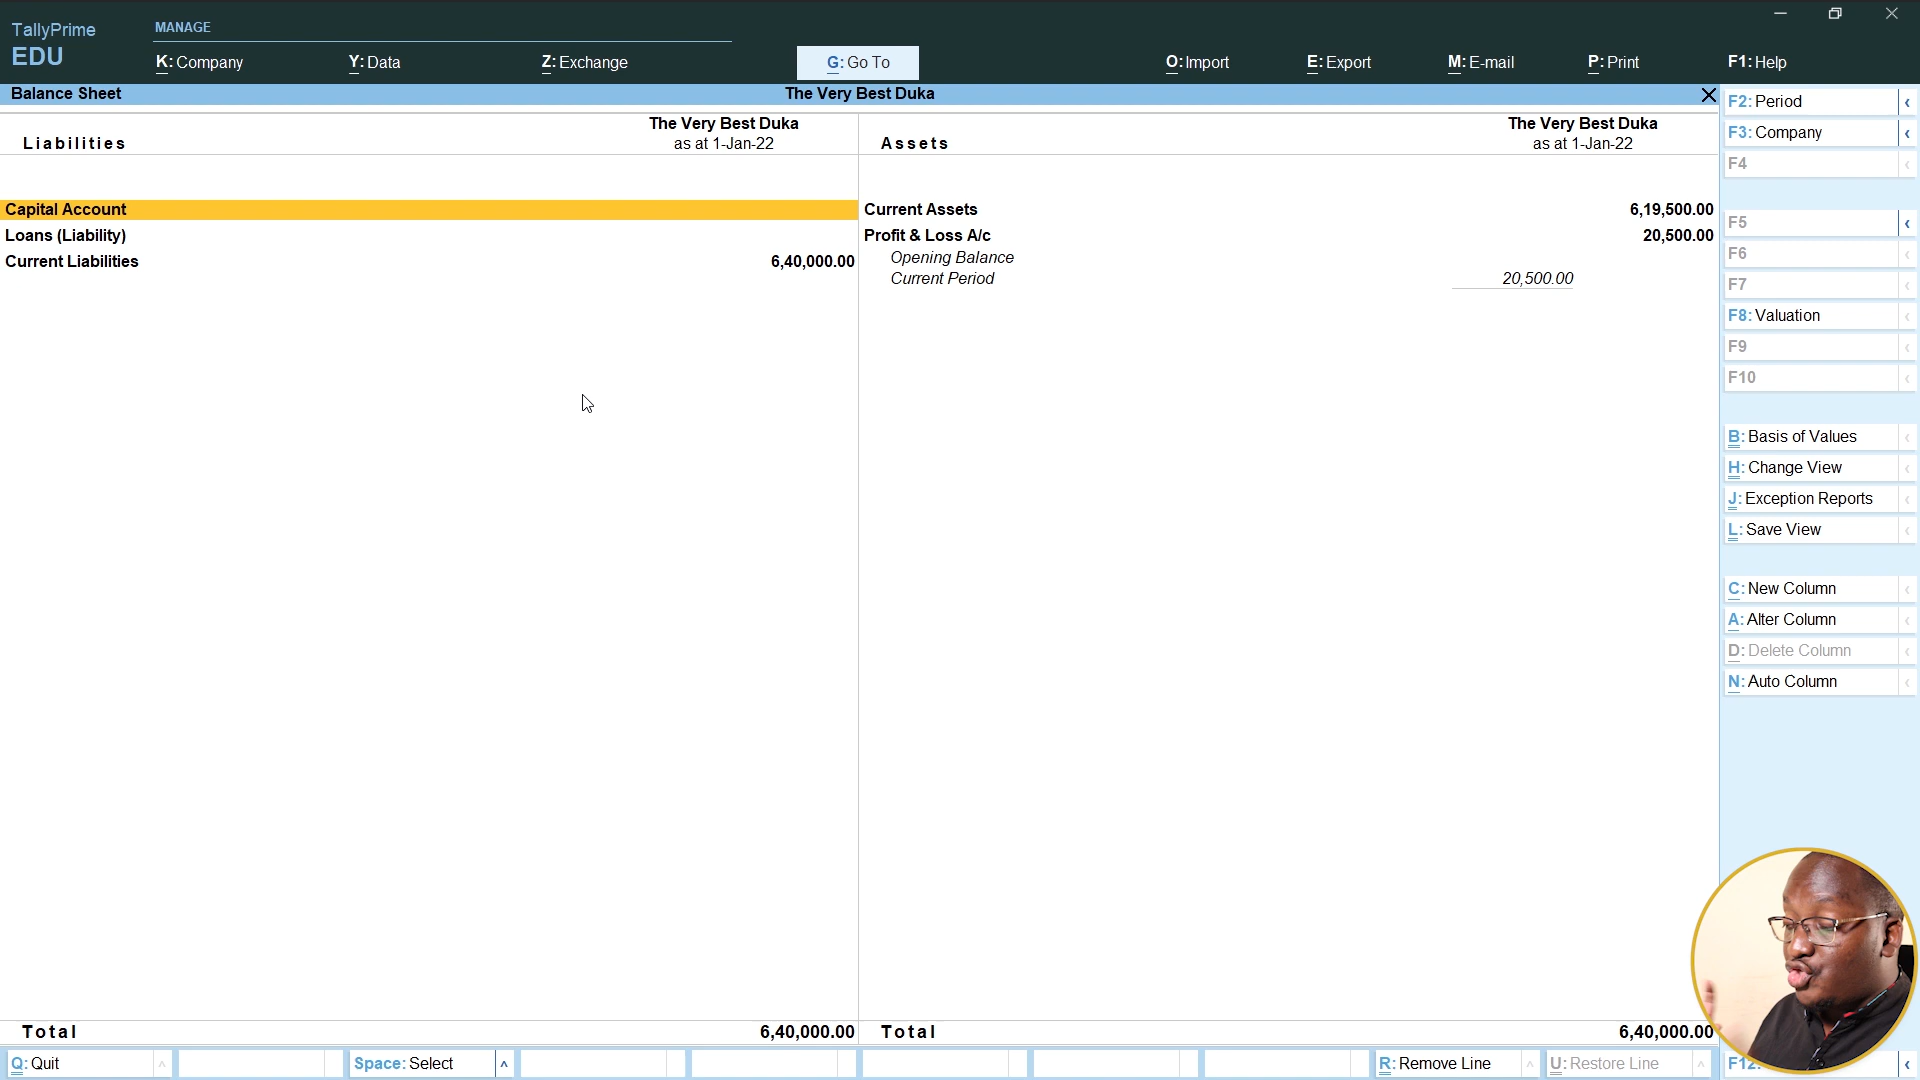 TallyPrime
EDU
MANAGE
K: Company
Y: Data
Z: Exchange
G: Go To
O: Import
E: Export
M: E-mail
P: Print
F1: Help
Balance Sheet
The Very Best Duka
Liabilities
The Very Best Duka
as at 1-Jan-22
Assets
The Very Best Duka
as at 1-Jan-22
Capital Account
Loans (Liability)
Current Liabilities 6,40,000.00
Current Assets 6,19,500.00
Profit & Loss A/c 20,500.00
Opening Balance
Current Period 20,500.00
Total 6,40,000.00
Total 6,40,000.00
F2: Period
F3: Company
F4
F5
F6
F7
F8: Valuation
F9
F10
B: Basis of Values
H: Change View
J: Exception Reports
L: Save View
C: New Column
A: Alter Column
D: Delete Column
N: Auto Column
Q: Quit
Space: Select
R: Remove Line
U: Restore Line
F12: